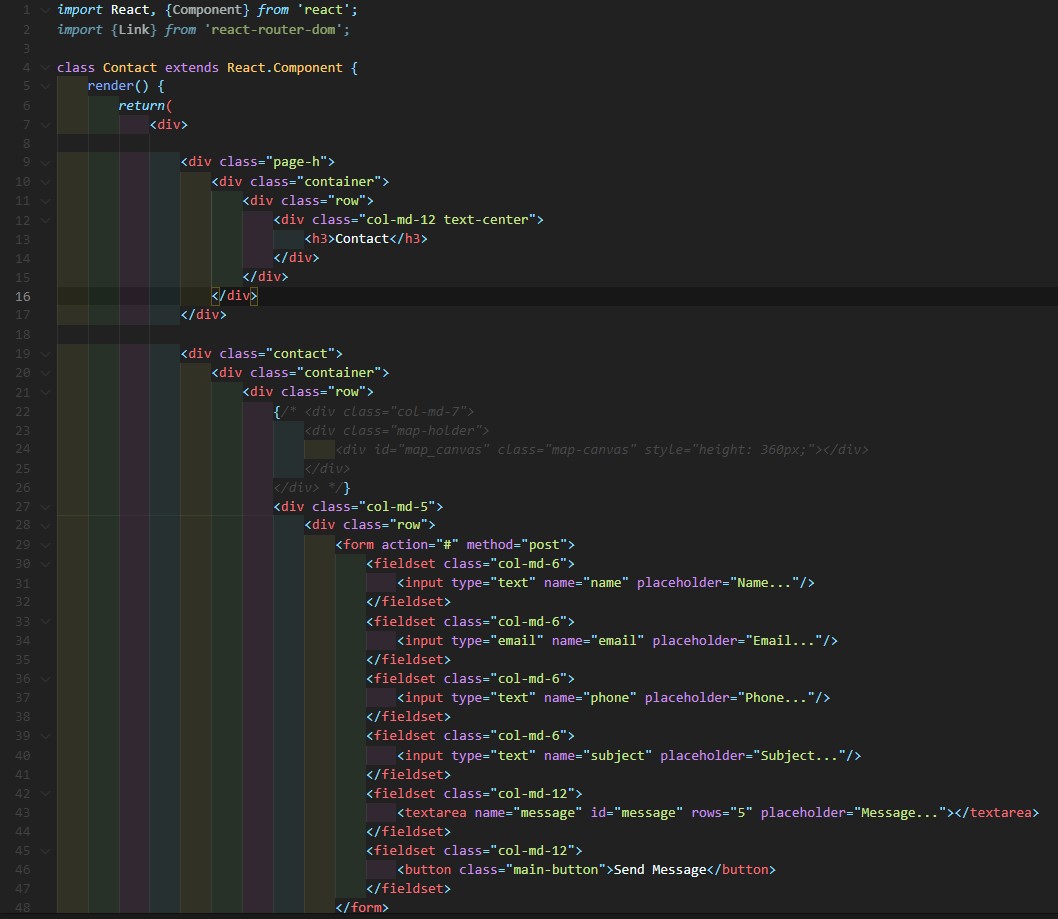 1 import React, {Component} from 'react';
2 import {Link} from 'react-router-dom';
3
4 class Contact extends React.Component {
5 render() {
6 return(
7 <div>
8
9 <div class="page-h">
10 <div class="container">
11 <div class="row">
12 <div class="col-md-12 text-center">
13 <h3>Contact</h3>
14 </div>
15 </div>
16 </div>
17 </div>
18
19 <div class="contact">
20 <div class="container">
21 <div class="row">
22 {/* <div class="col-md-7">
23 <div class="map-holder">
24 <div id="map_canvas" class="map-canvas" style="height: 360px;"></div>
25 </div>
26 </div> */}
27 <div class="col-md-5">
28 <div class="row">
29 <form action="#" method="post">
30 <fieldset class="col-md-6">
31 <input type="text" name="name" placeholder="Name..."/>
32 </fieldset>
33 <fieldset class="col-md-6">
34 <input type="email" name="email" placeholder="Email..."/>
35 </fieldset>
36 <fieldset class="col-md-6">
37 <input type="text" name="phone" placeholder="Phone..."/>
38 </fieldset>
39 <fieldset class="col-md-6">
40 <input type="text" name="subject" placeholder="Subject..."/>
41 </fieldset>
42 <fieldset class="col-md-12">
43 <textarea name="message" id="message" rows="5" placeholder="Message..."></textarea>
44 </fieldset>
45 <fieldset class="col-md-12">
46 <button class="main-button">Send Message</button>
47 </fieldset>
48 </form>